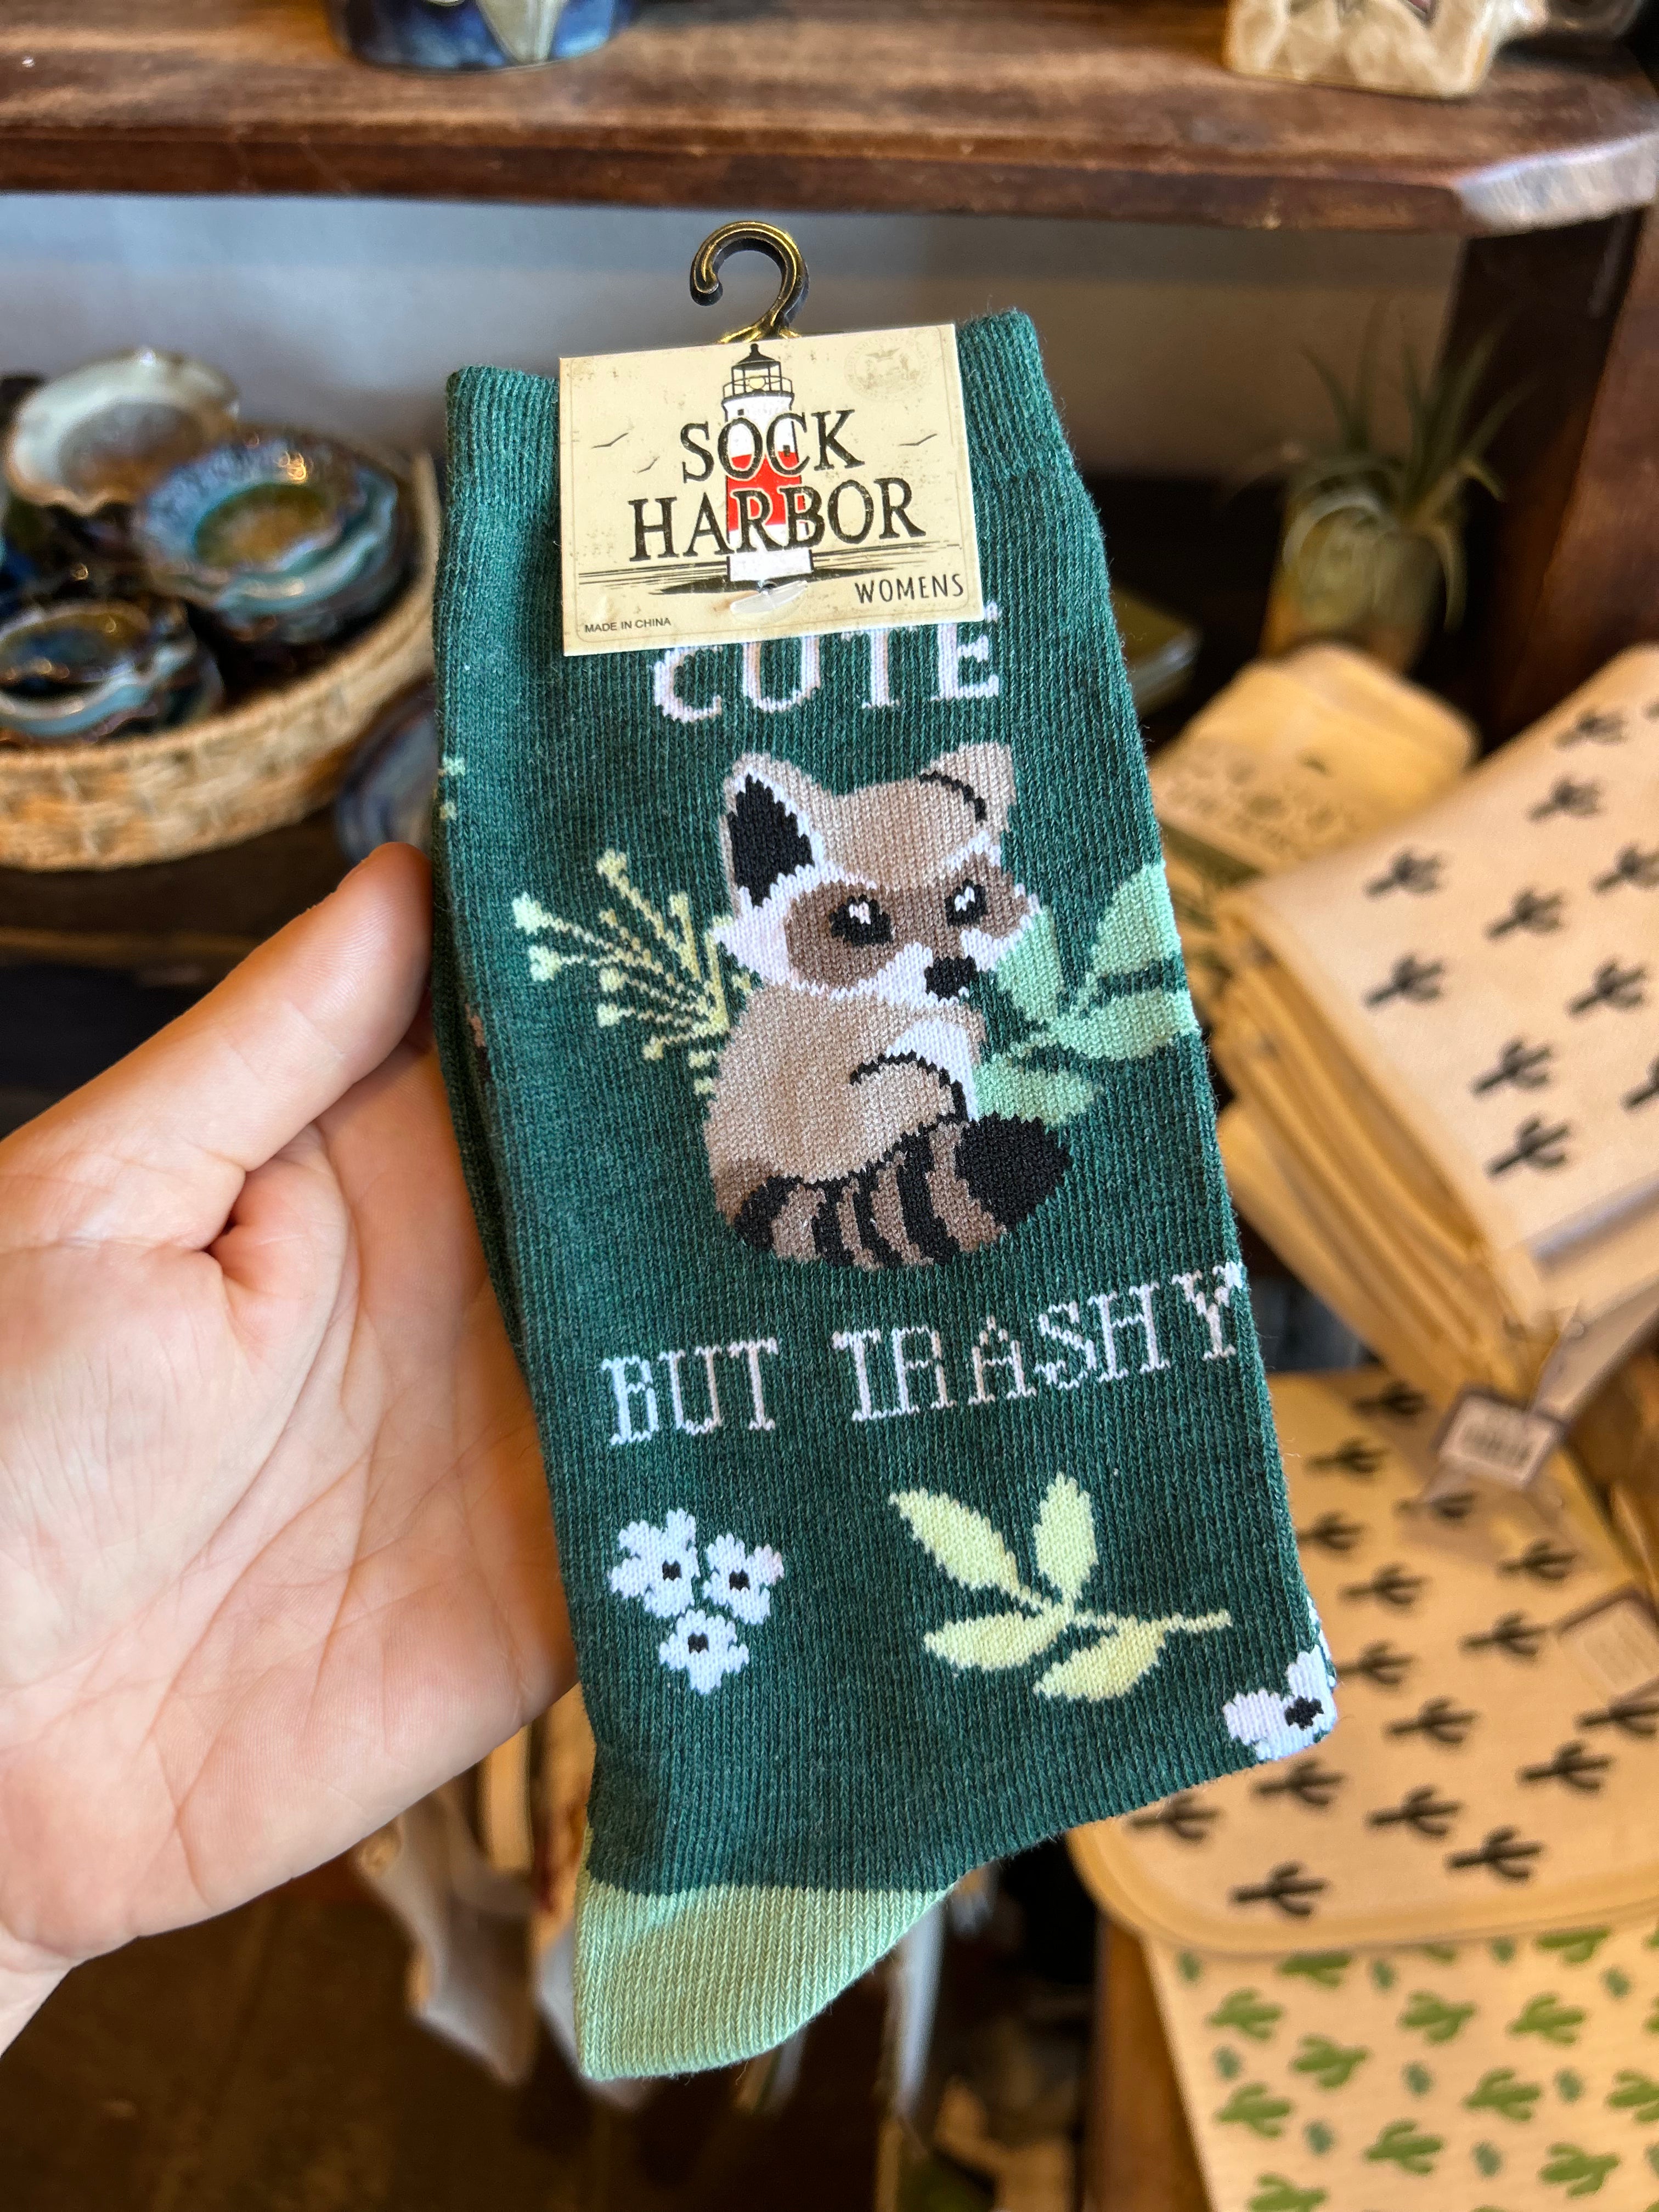 SOCK
HARBOR
WOMENS
MADE IN CHINA
CUTE
BUT TRASHY